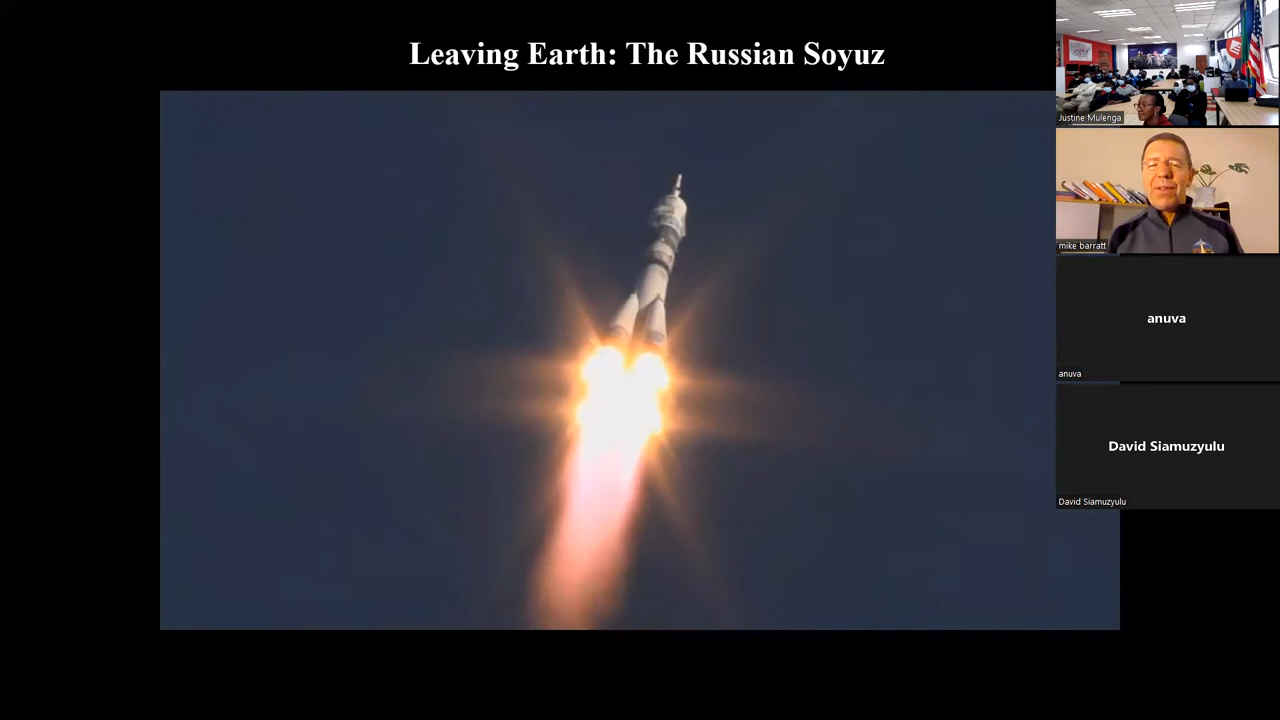 Leaving Earth: The Russian Soyuz
Justine Mulenga
mike barratt
anuva
anuva
David Siamuzyulu
David Siamuzyulu